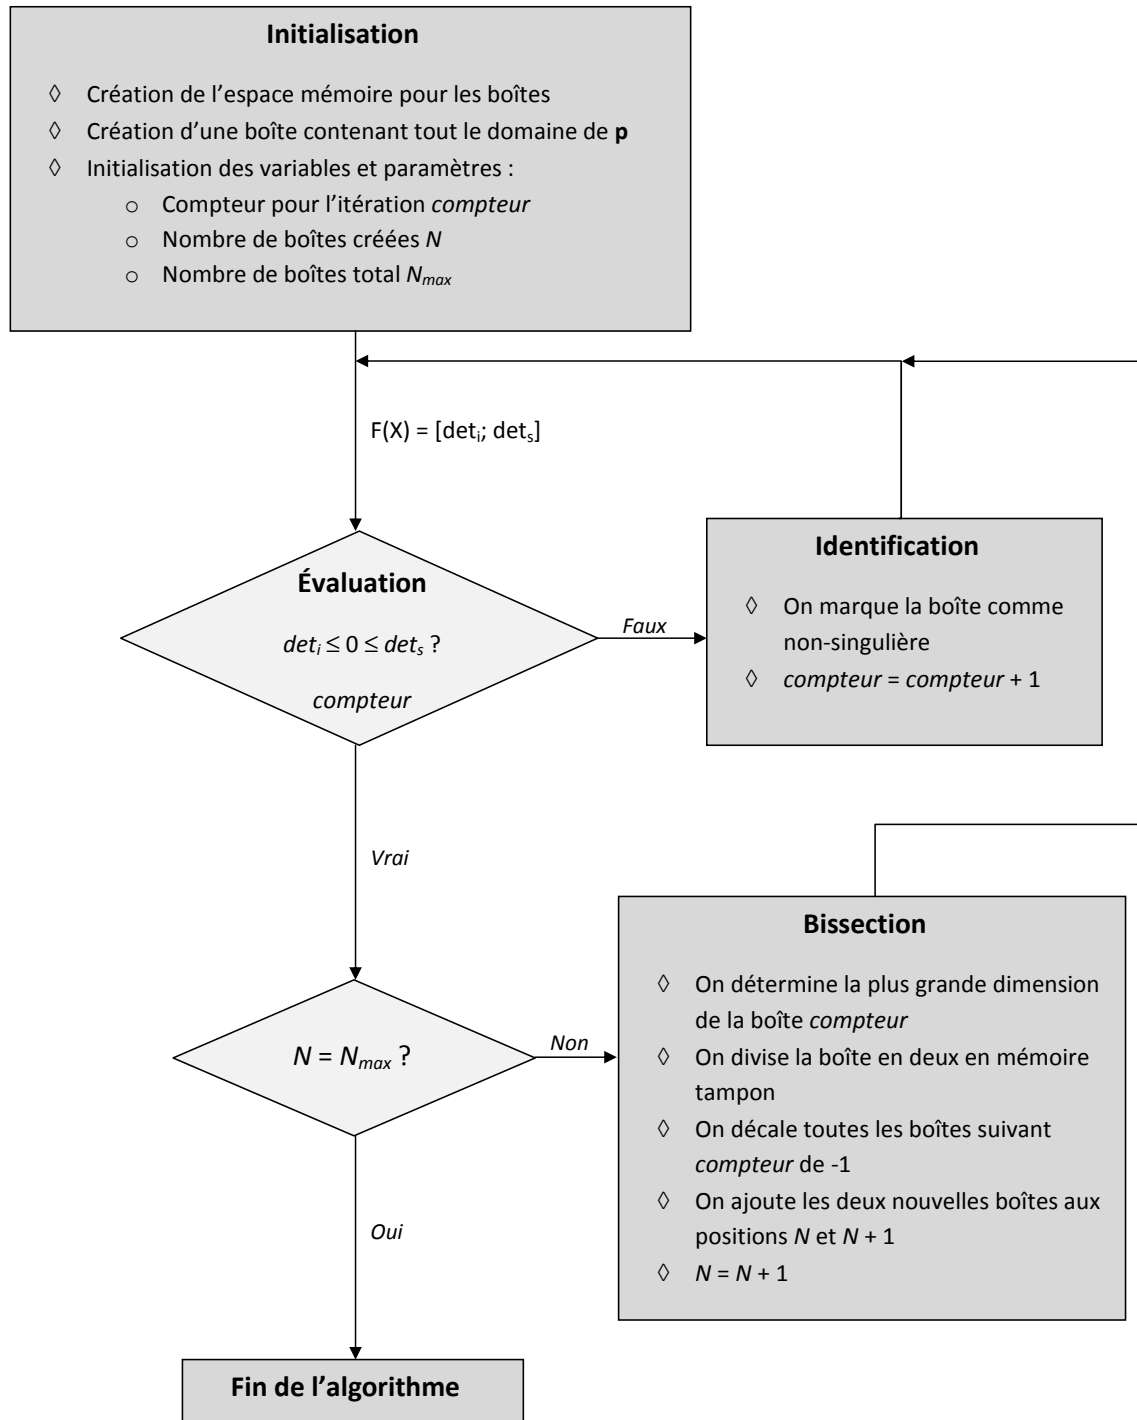 Initialisation
◊ Création de l’espace mémoire pour les boîtes
◊ Création d’une boîte contenant tout le domaine de p
◊ Initialisation des variables et paramètres :
o Compteur pour l’itération compteur
o Nombre de boîtes créées N
o Nombre de boîtes total Nmax
F(X) = [deti; dets]
Évaluation
deti ≤ 0 ≤ dets ?
compteur
Faux
Identification
◊ On marque la boîte comme
non-singulière
◊ compteur = compteur + 1
Vrai
N = Nmax ?
Non
Bissection
◊ On détermine la plus grande dimension
de la boîte compteur
◊ On divise la boîte en deux en mémoire
tampon
◊ On décale toutes les boîtes suivant
compteur de -1
◊ On ajoute les deux nouvelles boîtes aux
positions N et N + 1
◊ N = N + 1
Oui
Fin de l’algorithme